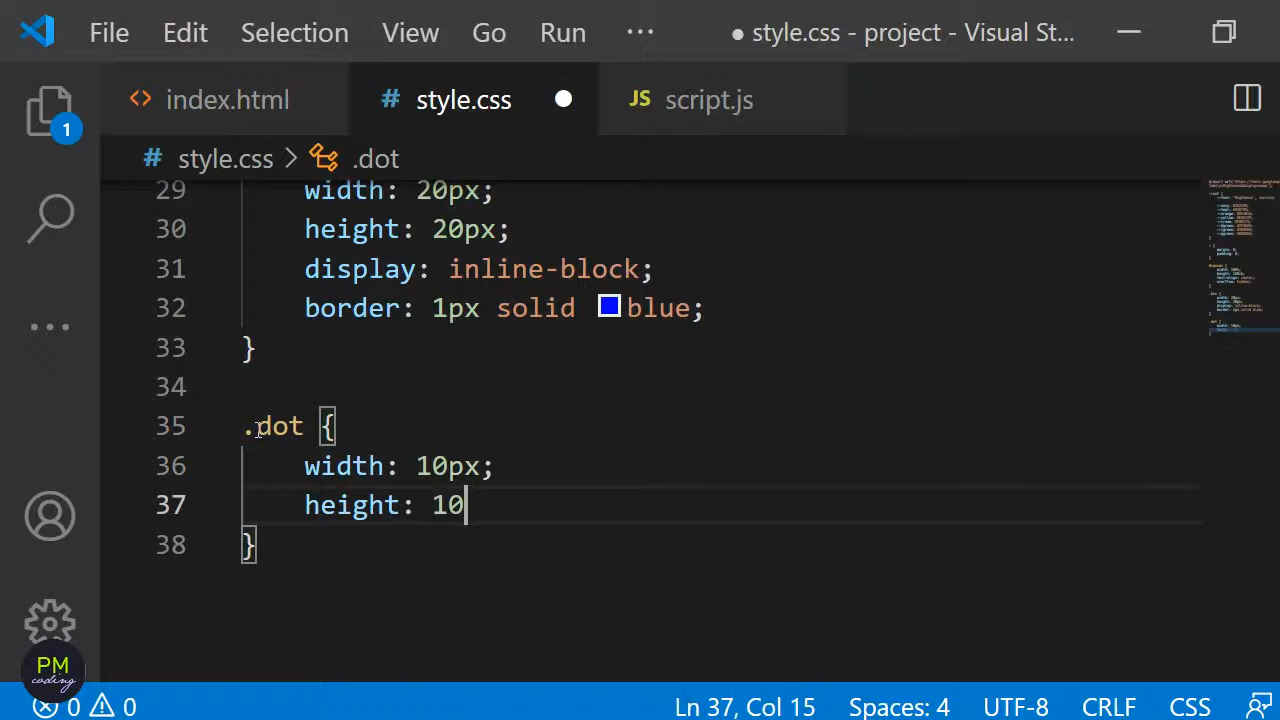 File Edit Selection View Go Run ··· ● style.css - project - Visual St...
index.html # style.css ● JS script.js
# style.css > .dot
1
29 width: 20px;
30 height: 20px;
31 display: inline-block;
32 border: 1px solid blue;
33 }
34
35 .dot {
36 width: 10px;
37 height: 10
38 }
PM
coding
0 0 Ln 37, Col 15 Spaces: 4 UTF-8 CRLF CSS